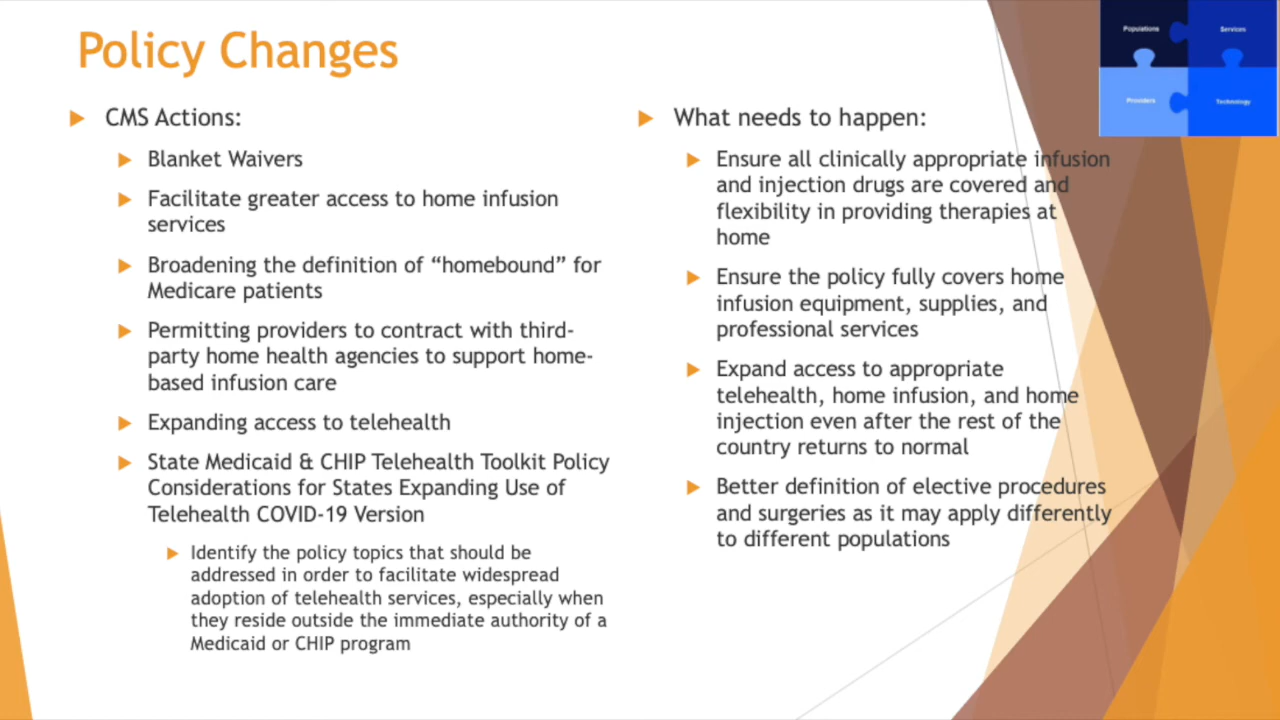 Policy Changes
CMS Actions:
Blanket Waivers
Facilitate greater access to home infusion
services
Broadening the definition of “homebound” for
Medicare patients
Permitting providers to contract with third-
party home health agencies to support home-
based infusion care
Expanding access to telehealth
State Medicaid & CHIP Telehealth Toolkit Policy
Considerations for States Expanding Use of
Telehealth COVID-19 Version
Identify the policy topics that should be
addressed in order to facilitate widespread
adoption of telehealth services, especially when
they reside outside the immediate authority of a
Medicaid or CHIP program
What needs to happen:
Ensure all clinically appropriate infusion
and injection drugs are covered and
flexibility in providing therapies at
home
Ensure the policy fully covers home
infusion equipment, supplies, and
professional services
Expand access to appropriate
telehealth, home infusion, and home
injection even after the rest of the
country returns to normal
Better definition of elective procedures
and surgeries as it may apply differently
to different populations
Populations
Services
Providers
Technology